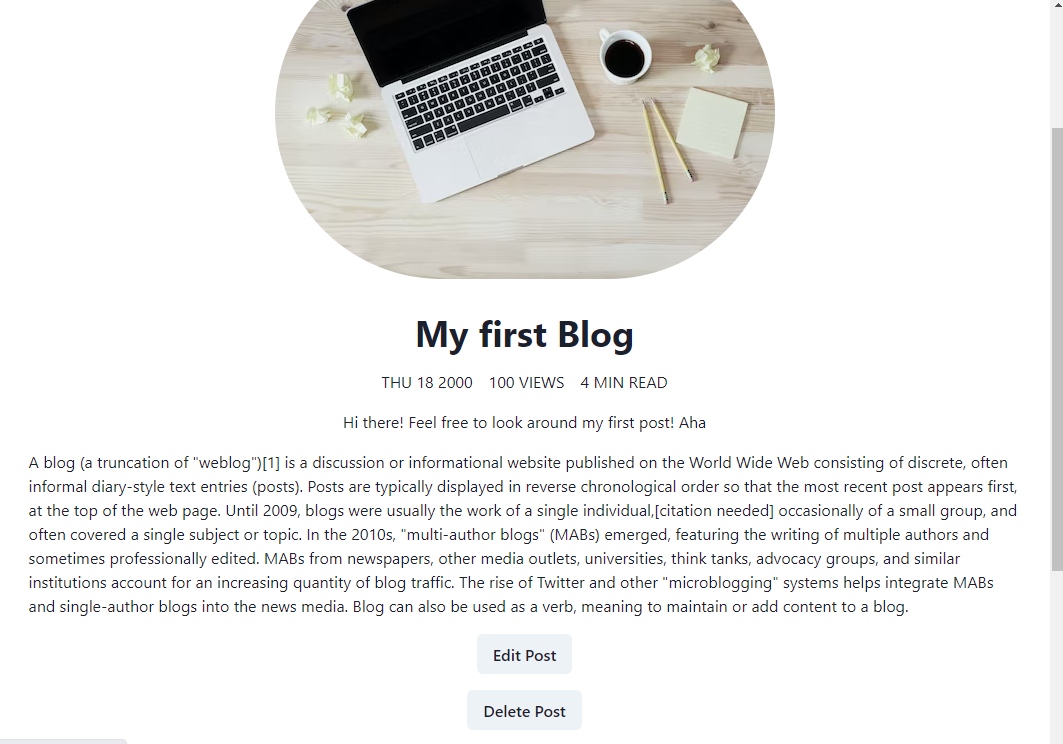 My first Blog
THU 18 2000 100 VIEWS 4 MIN READ
Hi there! Feel free to look around my first post! Aha
A blog (a truncation of "weblog")[1] is a discussion or informational website published on the World Wide Web consisting of discrete, often
informal diary-style text entries (posts). Posts are typically displayed in reverse chronological order so that the most recent post appears first,
at the top of the web page. Until 2009, blogs were usually the work of a single individual,[citation needed] occasionally of a small group, and
often covered a single subject or topic. In the 2010s, "multi-author blogs" (MABs) emerged, featuring the writing of multiple authors and
sometimes professionally edited. MABs from newspapers, other media outlets, universities, think tanks, advocacy groups, and similar
institutions account for an increasing quantity of blog traffic. The rise of Twitter and other "microblogging" systems helps integrate MABs
and single-author blogs into the news media. Blog can also be used as a verb, meaning to maintain or add content to a blog.
Edit Post
Delete Post